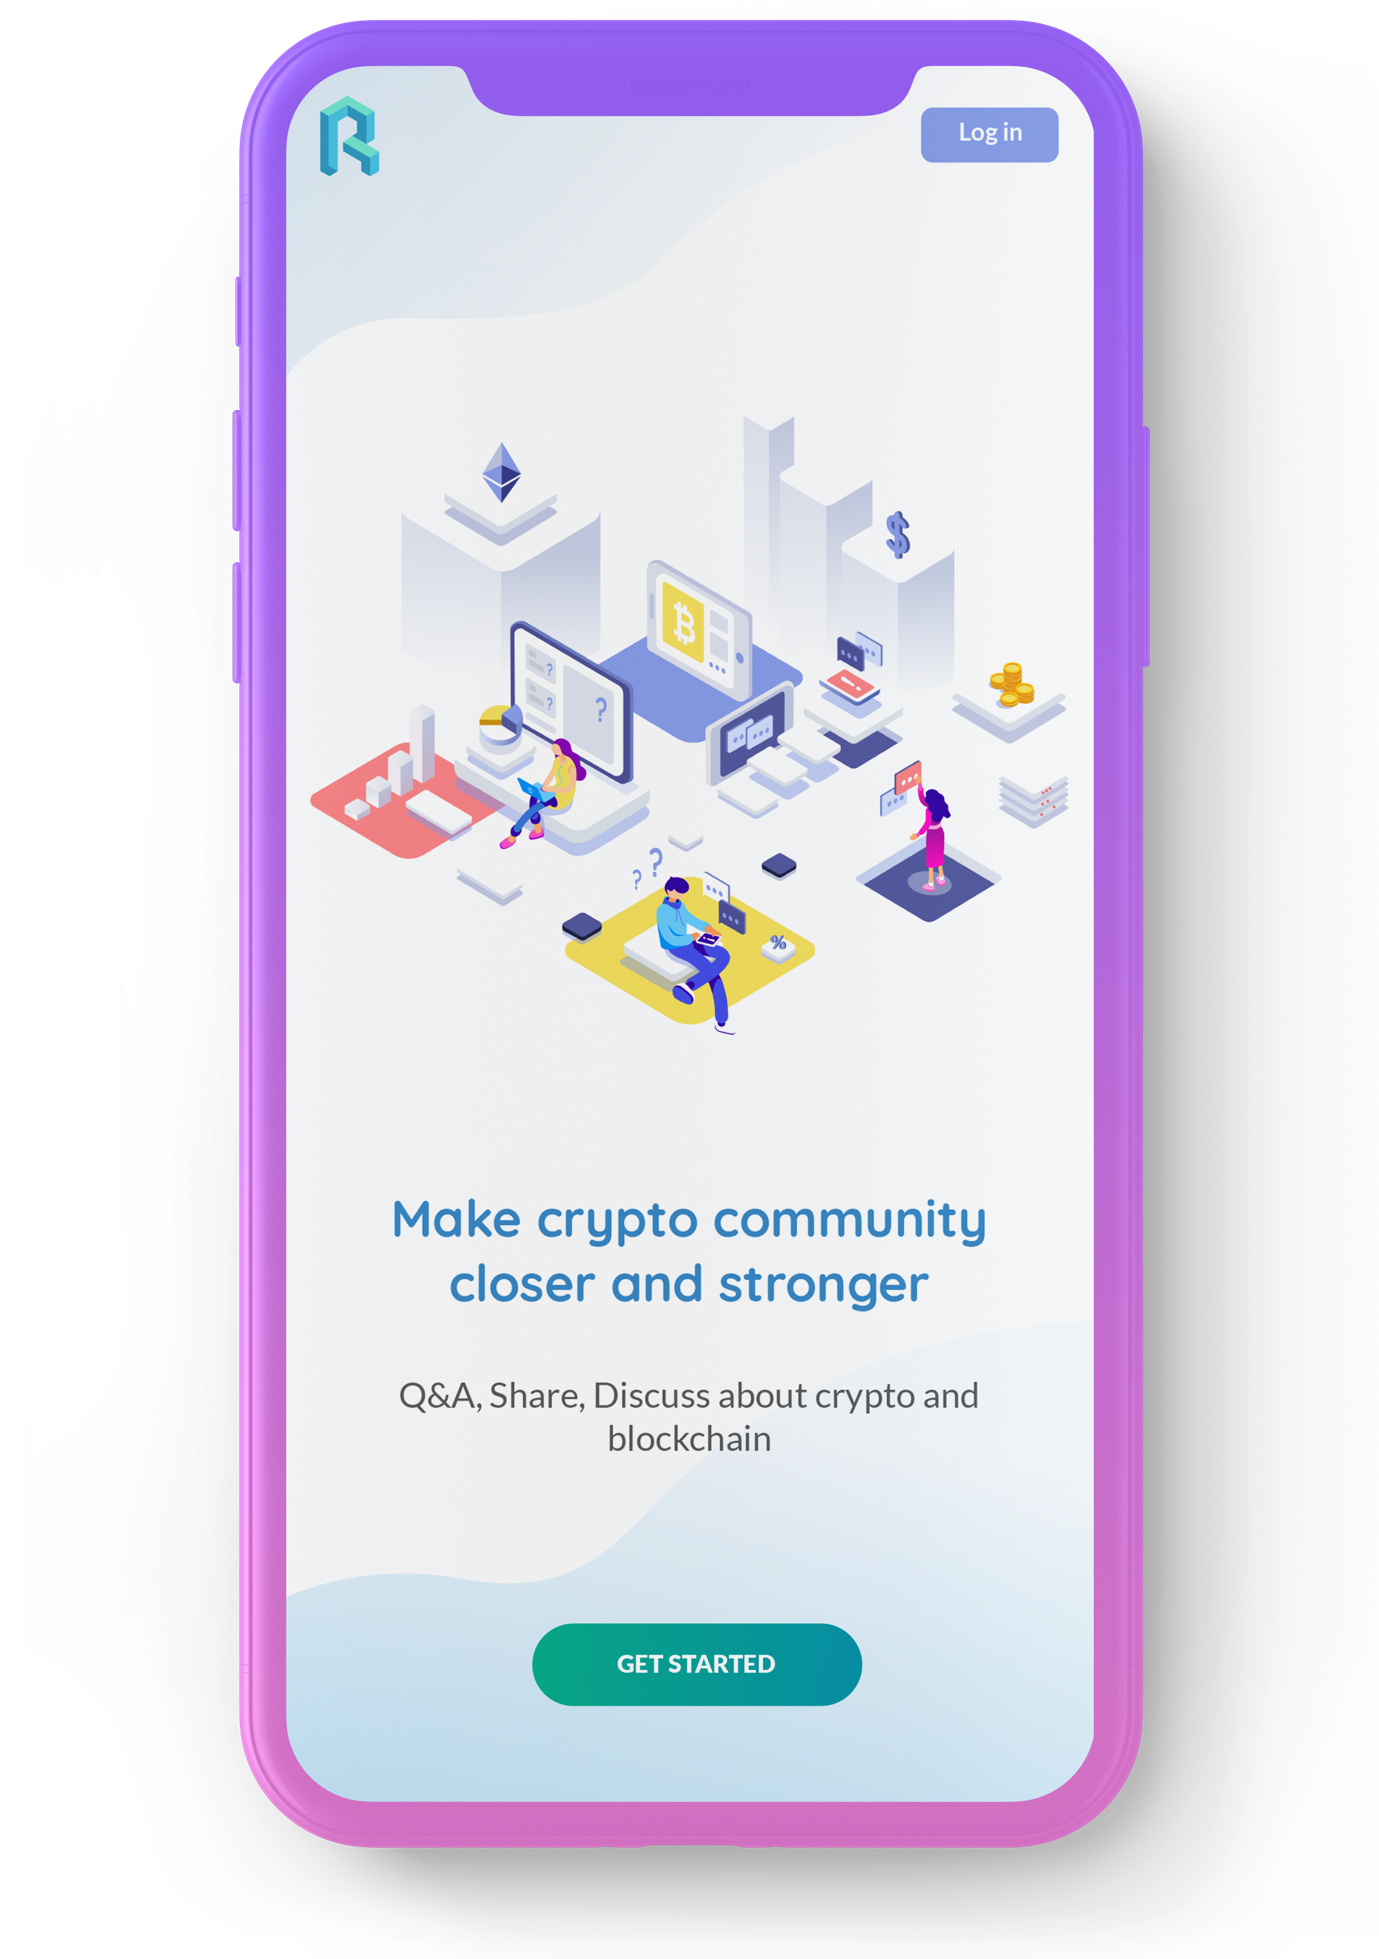 R
Log in
$
₿
?
?
?
? ?
%
Make crypto community
closer and stronger
Q&A, Share, Discuss about crypto and
blockchain
GET STARTED